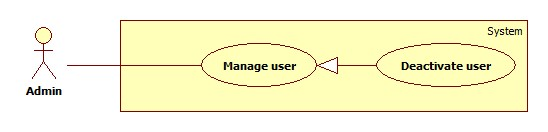 System
Manage user
Deactivate user
Admin